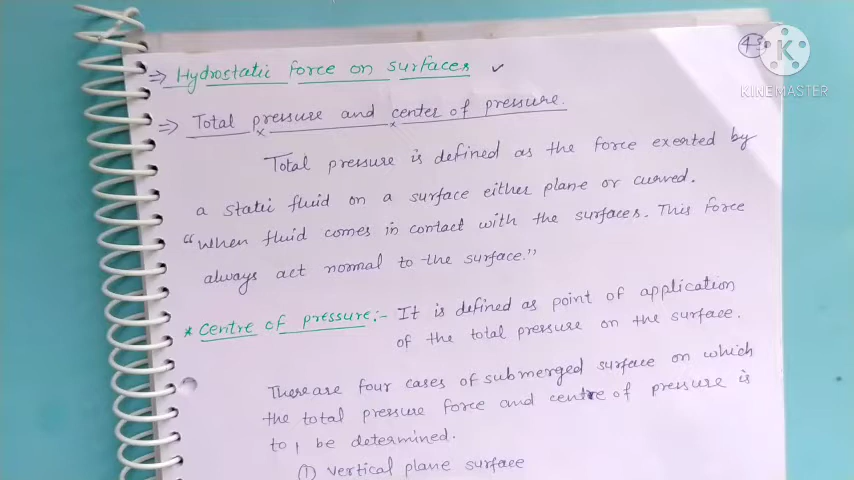 43
KINEMASTER
⇒ Hydrostatic force on surfaces ✓
⇒ Total pressure and center of pressure.
Total pressure is defined as the force exerted by
a static fluid on a surface either plane or curved.
"When fluid comes in contact with the surfaces. This force
always act normal to the surface."
* Centre of pressure:- It is defined as point of application
of the total pressure on the surface.
There are four cases of submerged surface on which
the total pressure force and centre of pressure is
to be determined.
① Vertical plane surface